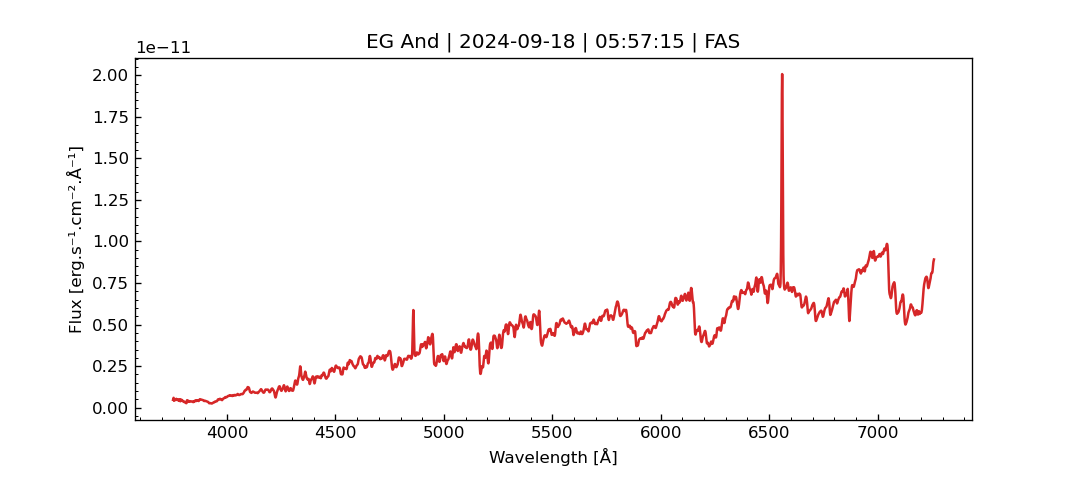 EG And | 2024-09-18 | 05:57:15 | FAS
1e−11
2.00
1.75
1.50
1.25
1.00
0.75
0.50
0.25
0.00
Flux [erg.s⁻¹.cm⁻².Å⁻¹]
4000 4500 5000 5500 6000 6500 7000
Wavelength [Å]